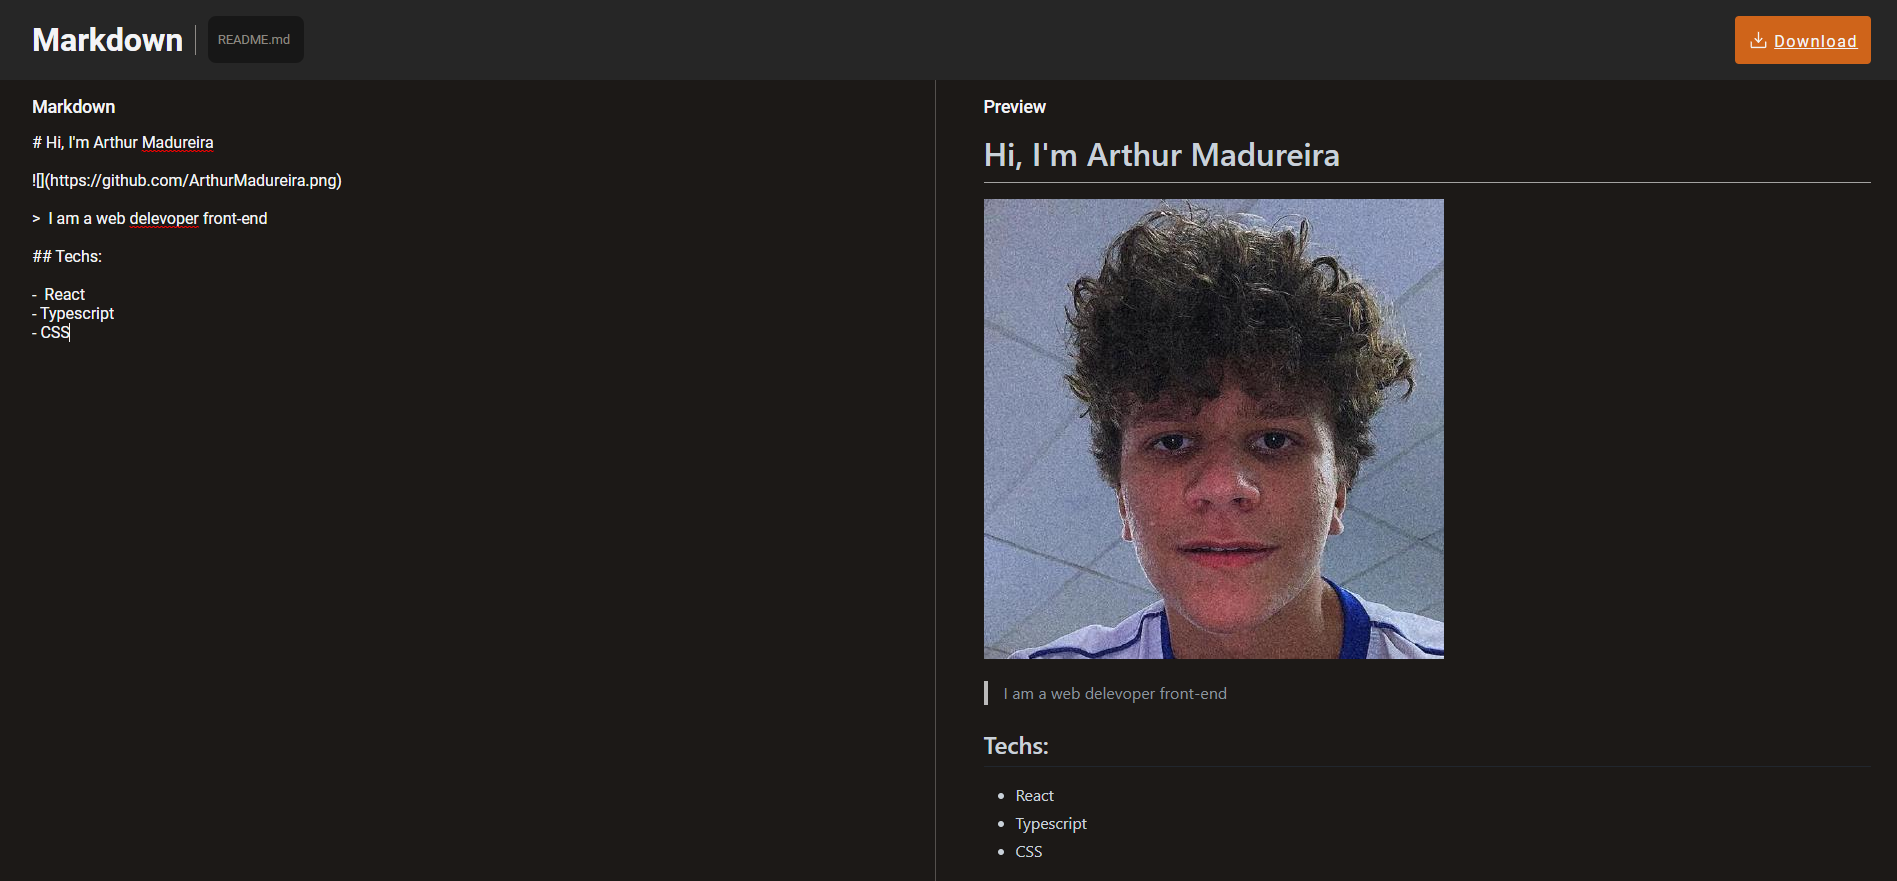 Markdown
README.md
Download
Markdown
# Hi, I'm Arthur Madureira
![](https://github.com/ArthurMadureira.png)
>  I am a web delevoper front-end
## Techs:
-  React
- Typescript
- CSS
Preview
Hi, I'm Arthur Madureira
I am a web delevoper front-end
Techs:
• React
• Typescript
• CSS